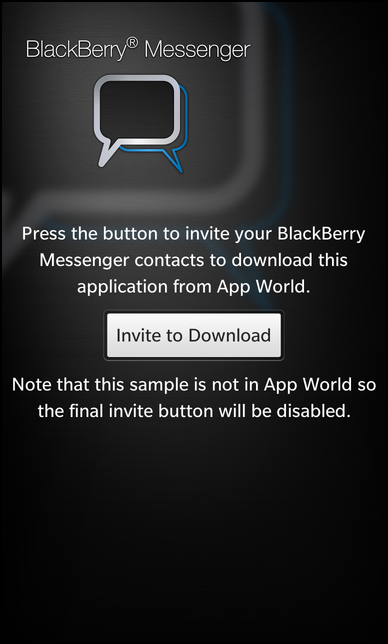 BlackBerry® Messenger
Press the button to invite your BlackBerry
Messenger contacts to download this
application from App World.
Invite to Download
Note that this sample is not in App World so
the final invite button will be disabled.